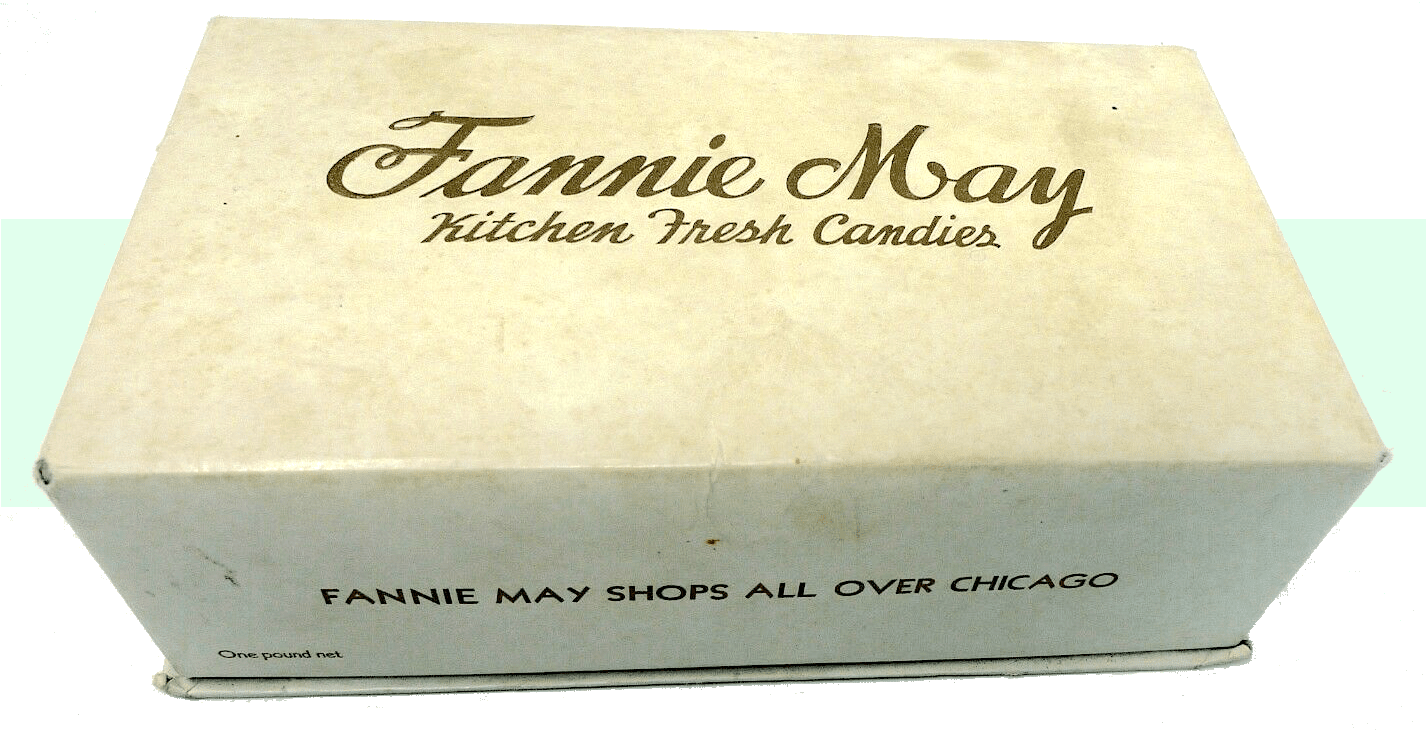 Fannie May
Kitchen Fresh Candies
FANNIE MAY SHOPS ALL OVER CHICAGO
One pound net